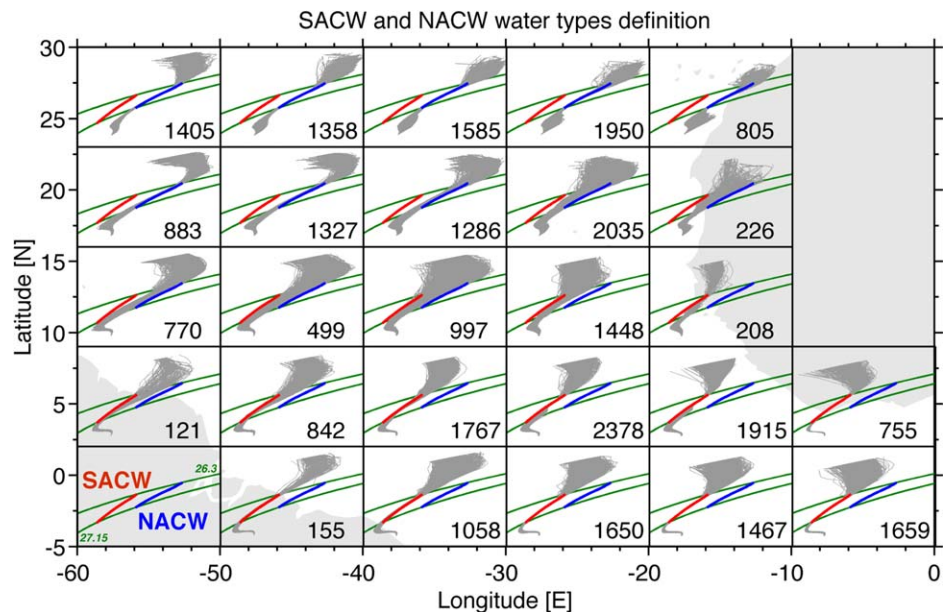 SACW and NACW water types definition
30
25
20
15
10
5
0
-5
Latitude [N]
1405 1358 1585 1950 805
883 1327 1286 2035 226
770 499 997 1448 208
121 842 1767 2378 1915 755
26.3
SACW
NACW
27.15
155 1058 1650 1467 1659
-60 -50 -40 -30 -20 -10 0
Longitude [E]